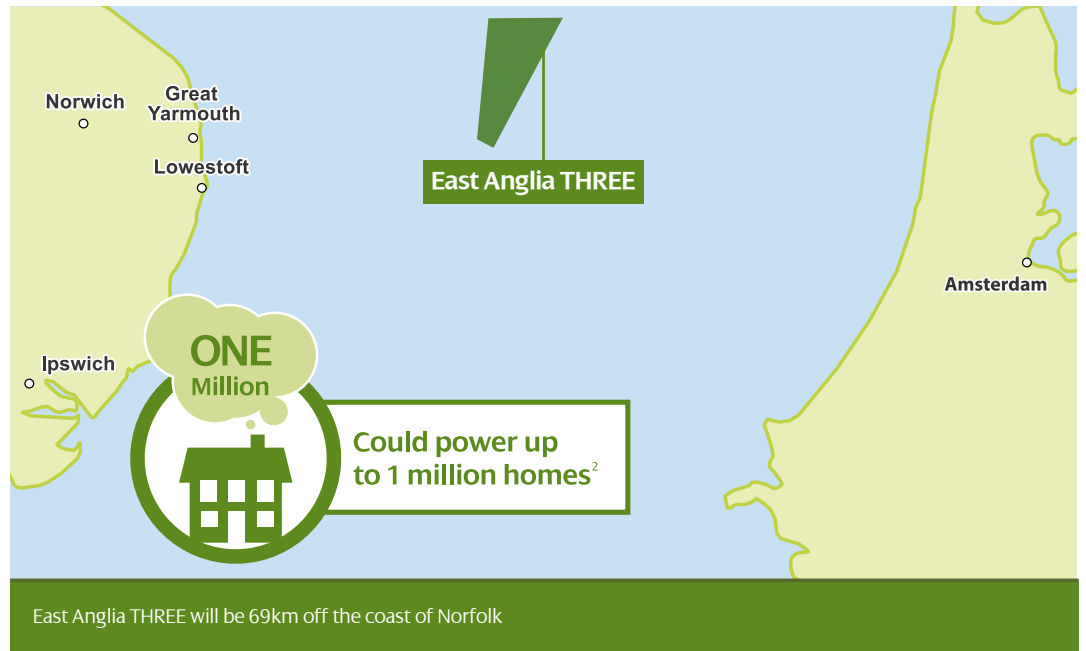 Norwich
Great
Yarmouth
Lowestoft
East Anglia THREE
Amsterdam
Ipswich
ONE
Million
Could power up
to 1 million homes²
East Anglia THREE will be 69km off the coast of Norfolk